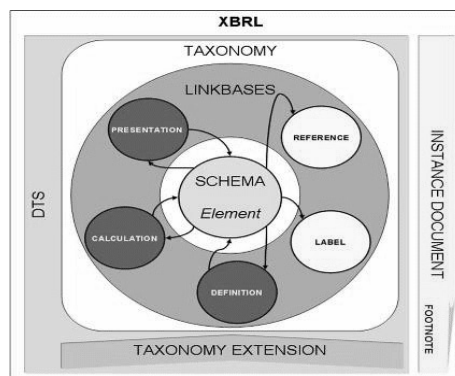 XBRL
TAXONOMY
LINKBASES
PRESENTATION
REFERENCE
SCHEMA
Element
CALCULATION
LABEL
DEFINITION
DTS
INSTANCE DOCUMENT
FOOTNOTE
TAXONOMY EXTENSION